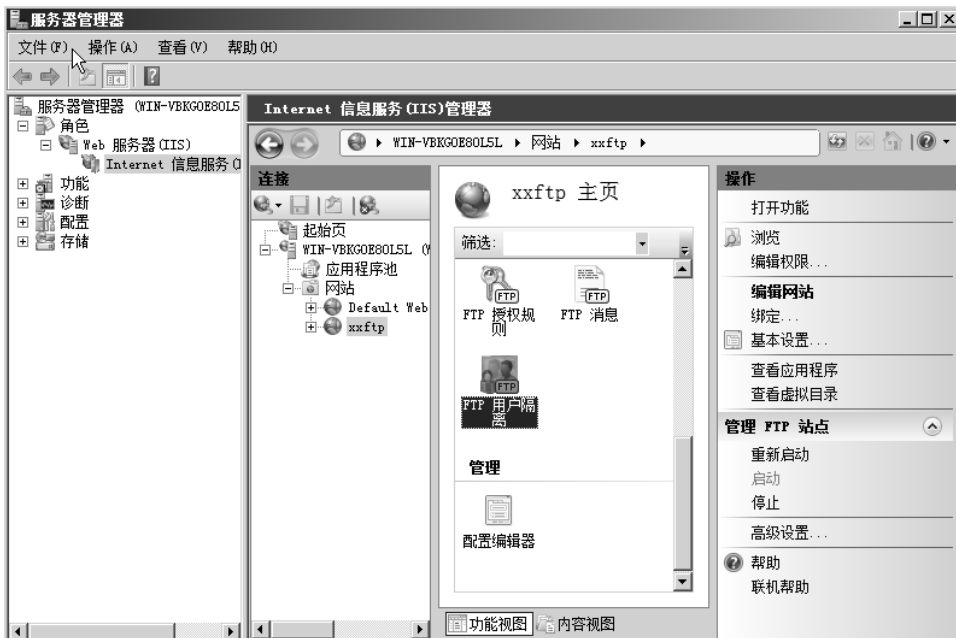 服务器管理器
文件(F) 操作(A) 查看(V) 帮助(H)
服务器管理器 (WIN-VBKGOE8OL5
角色
Web 服务器(IIS)
Internet 信息服务(I
功能
诊断
配置
存储
Internet 信息服务(IIS)管理器
WIN-VBKGOE8OL5L 网站 xxftp
连接
起始页
WIN-VBKGOE8OL5L (W
应用程序池
网站
Default Web
xxftp
xxftp 主页
筛选:
FTP 授权规则
FTP 消息
FTP 用户隔离
管理
配置编辑器
功能视图 内容视图
操作
打开功能
浏览
编辑权限...
编辑网站
绑定...
基本设置...
查看应用程序
查看虚拟目录
管理 FTP 站点
重新启动
启动
停止
高级设置...
帮助
联机帮助